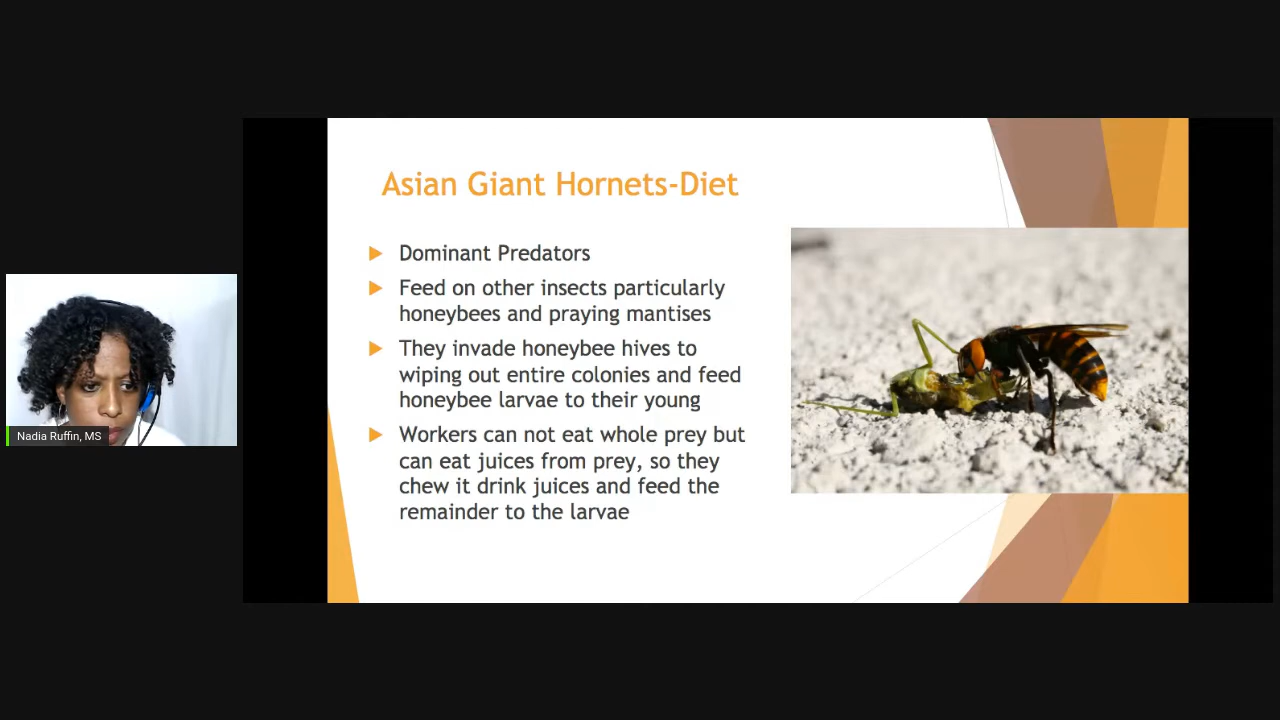 Asian Giant Hornets-Diet
Dominant Predators
Feed on other insects particularly
honeybees and praying mantises
They invade honeybee hives to
wiping out entire colonies and feed
honeybee larvae to their young
Workers can not eat whole prey but
can eat juices from prey, so they
chew it drink juices and feed the
remainder to the larvae
Nadia Ruffin, MS